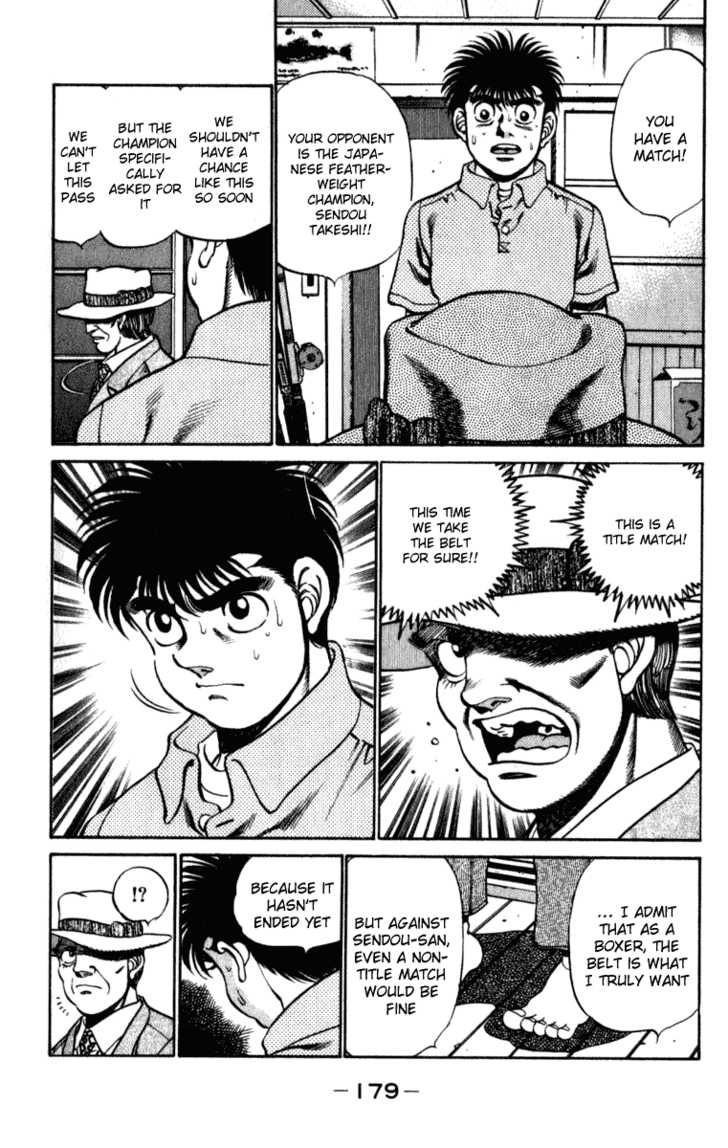 YOU
HAVE A
MATCH!
YOUR OPPONENT
IS THE JAPA-
NESE FEATHER-
WEIGHT
CHAMPION,
SENDOU
TAKESHI!!
WE
SHOULDN'T
HAVE A
CHANCE
LIKE THIS
SO SOON
BUT THE
CHAMPION
SPECIFI-
CALLY
ASKED FOR
IT
WE
CAN'T
LET
THIS
PASS
THIS IS A
TITLE MATCH!
THIS TIME
WE TAKE
THE BELT
FOR SURE!!
... I ADMIT
THAT AS A
BOXER, THE
BELT IS WHAT
I TRULY WANT
BUT AGAINST
SENDOU-SAN,
EVEN A NON-
TITLE MATCH
WOULD BE
FINE
BECAUSE IT
HASN'T
ENDED YET
!?
－179－